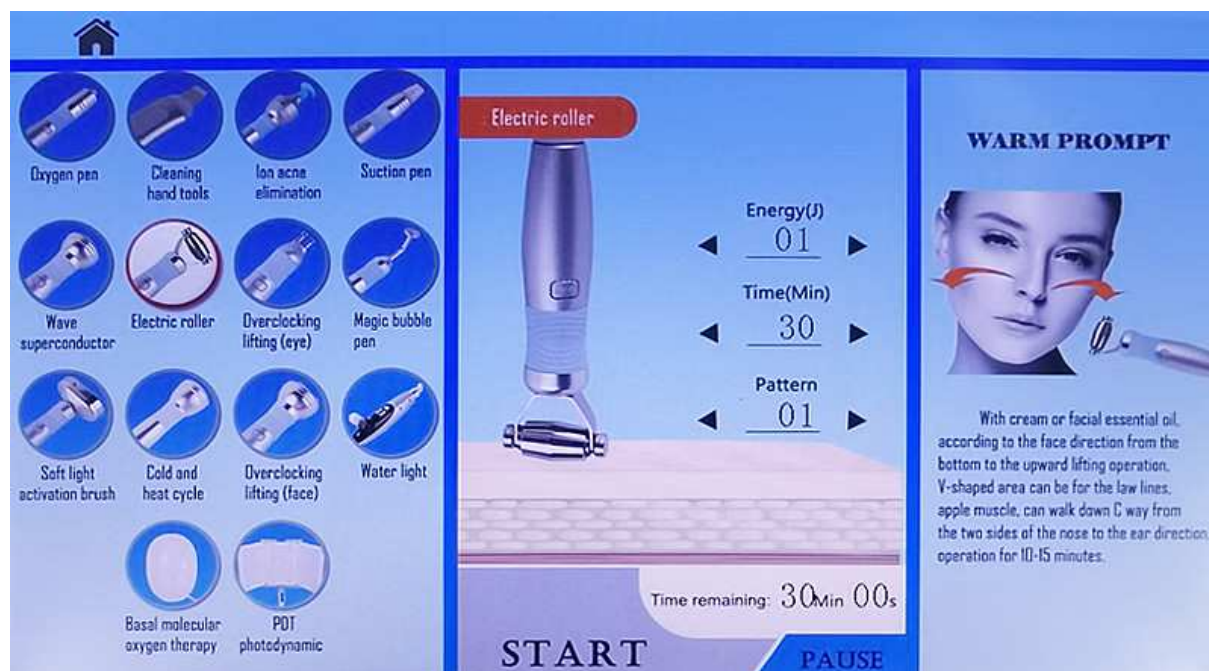 Oxygen pen
Cleaning
hand tools
Ion acne
elimination
Suction pen
Wave
superconductor
Electric roller
Overclocking
lifting (eye)
Magic bubble
pen
Soft light
activation brush
Cold and
heat cycle
Overclocking
lifting (face)
Water light
Basal molecular
oxygen therapy
PDT
photodynamic
Electric roller
Energy(J)
01
Time(Min)
30
Pattern
01
Time remaining: 30Min 00s
START
PAUSE
WARM PROMPT
With cream or facial essential oil,
according to the face direction from the
bottom to the upward lifting operation,
V-shaped area can be for the law lines,
apple muscle, can walk down C way from
the two sides of the nose to the ear direction,
operation for 10-15 minutes.